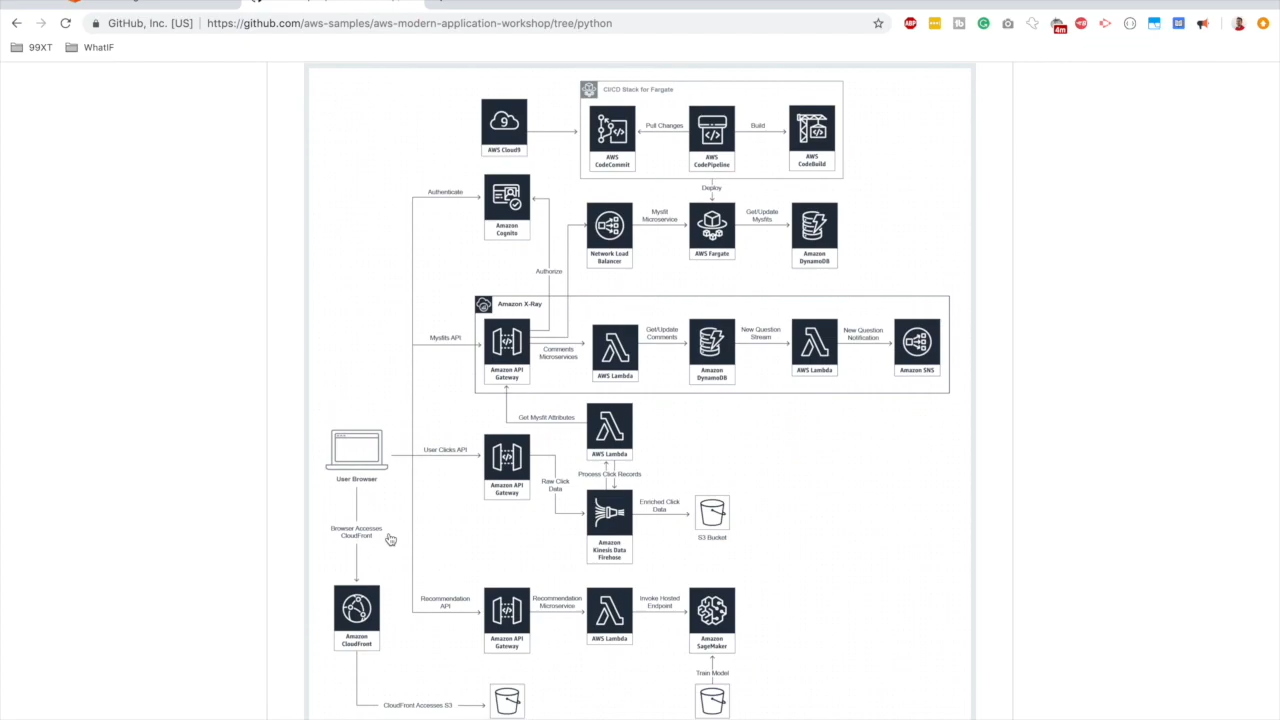 GitHub, Inc. [US]
https://github.com/aws-samples/aws-modern-application-workshop/tree/python
ABP
4m
99XT
WhatIF
CI/CD Stack for Fargate
9
AWS Cloud9
Pull Changes
Build
AWS
CodeCommit
AWS
CodePipeline
AWS
CodeBuild
Deploy
Authenticate
Amazon
Cognito
Mysfit
Microservice
Get/Update
Mysfits
Network Load
Balancer
AWS Fargate
Amazon
DynamoDB
Authorize
Amazon X-Ray
Mysfits API
Amazon API
Gateway
Comments
Microservices
AWS Lambda
Get/Update
Comments
Amazon
DynamoDB
New Question
Stream
AWS Lambda
New Question
Notification
Amazon SNS
Get Mysfit Attributes
AWS Lambda
User Browser
User Clicks API
Amazon API
Gateway
Raw Click
Data
Process Click Records
Amazon
Kinesis Data
Firehose
Enriched Click
Data
S3 Bucket
Browser Accesses
CloudFront
Amazon
CloudFront
Recommendation
API
Amazon API
Gateway
Recommendation
Microservice
AWS Lambda
Invoke Hosted
Endpoint
Amazon
SageMaker
Train Model
CloudFront Accesses S3